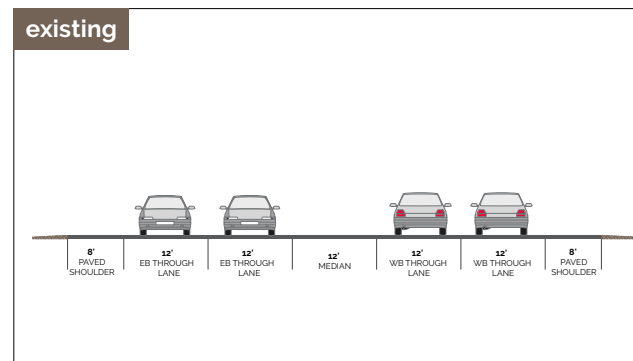 existing
8'
PAVED
SHOULDER
12'
EB THROUGH
LANE
12'
EB THROUGH
LANE
12'
MEDIAN
12'
WB THROUGH
LANE
12'
WB THROUGH
LANE
8'
PAVED
SHOULDER